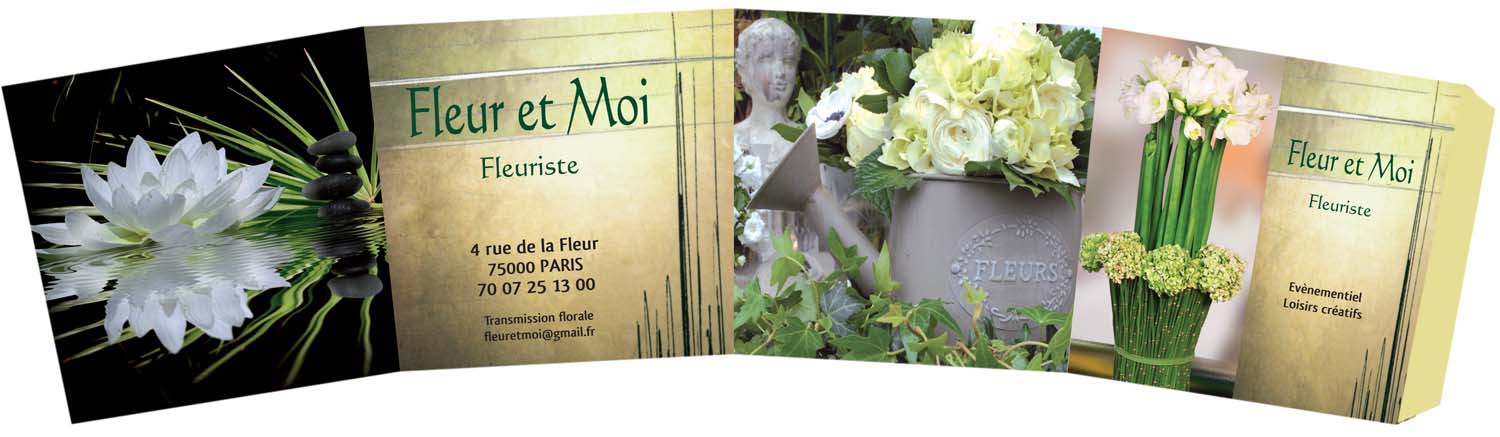 Fleur et Moi
Fleuriste
4 rue de la Fleur
75000 PARIS
70 07 25 13 00
Transmission florale
fleuretmoi@gmail.fr
FLEURS
Fleur et Moi
Fleuriste
Evènementiel
Loisirs créatifs